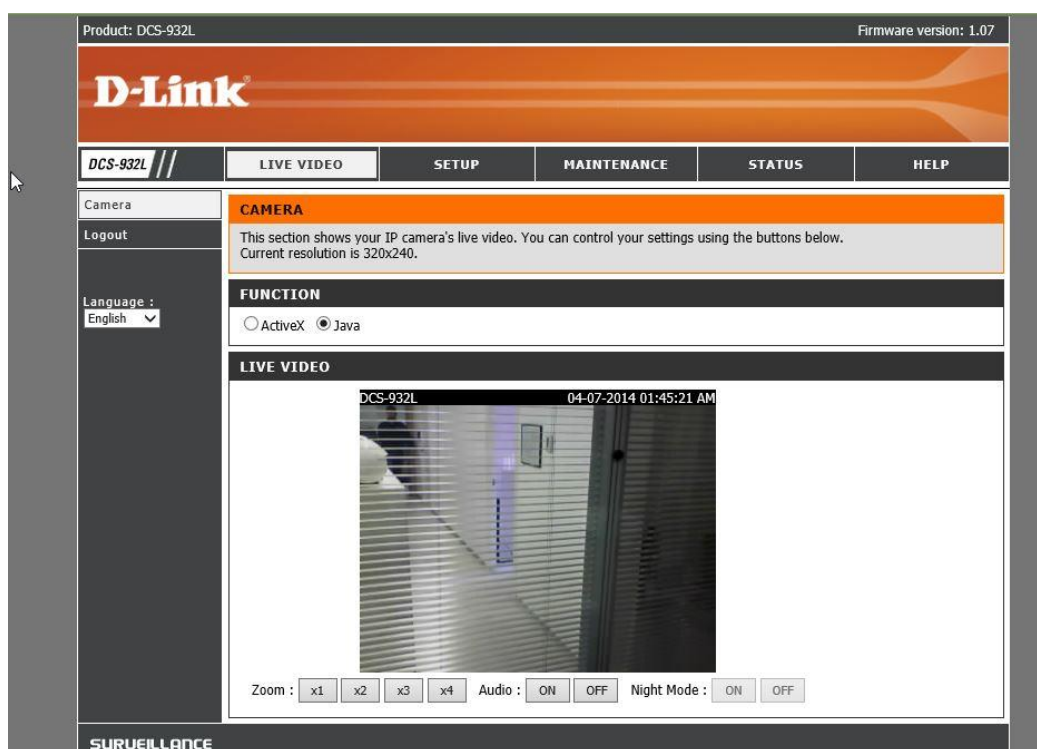 Product: DCS-932L Firmware version: 1.07
D-Link®
DCS-932L LIVE VIDEO SETUP MAINTENANCE STATUS HELP
Camera
Logout
Language :
English
CAMERA
This section shows your IP camera's live video. You can control your settings using the buttons below.
Current resolution is 320x240.
FUNCTION
ActiveX Java
LIVE VIDEO
DCS-932L 04-07-2014 01:45:21 AM
Zoom : x1 x2 x3 x4 Audio : ON OFF Night Mode : ON OFF
SURVEILLANCE